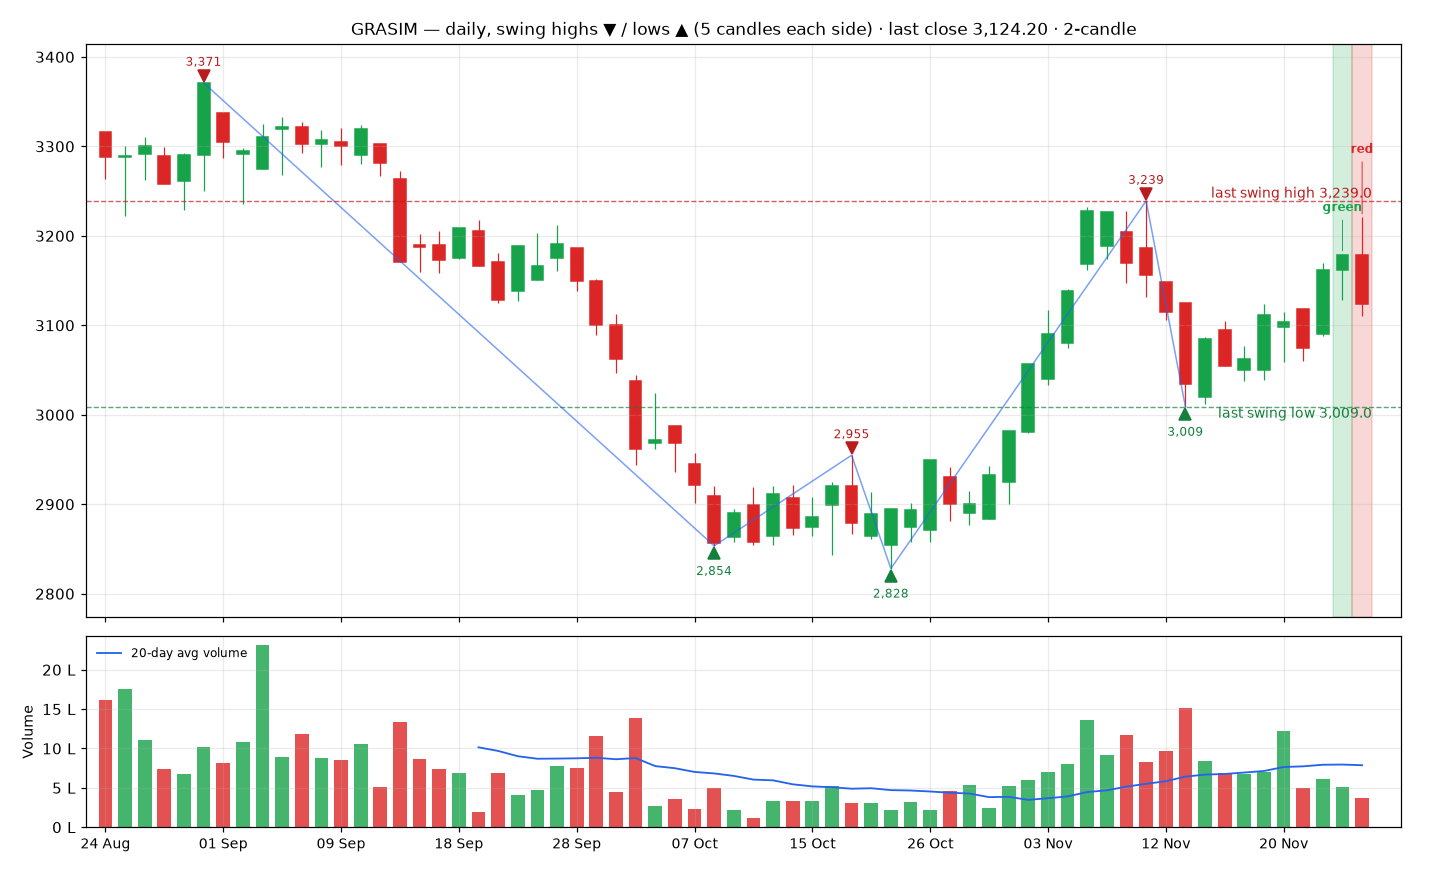 GRASIM — daily, swing highs ▼ / lows ▲ (5 candles each side) · last close 3,124.20 · 2-candle
3400
3300
3200
3100
3000
2900
2800
3,371
2,854
2,955
2,828
3,239
3,009
red
last swing high 3,239.0
green
last swing low 3,009.0
20-day avg volume
Volume
20 L
15 L
10 L
5 L
0 L
24 Aug 01 Sep 09 Sep 18 Sep 28 Sep 07 Oct 15 Oct 26 Oct 03 Nov 12 Nov 20 Nov